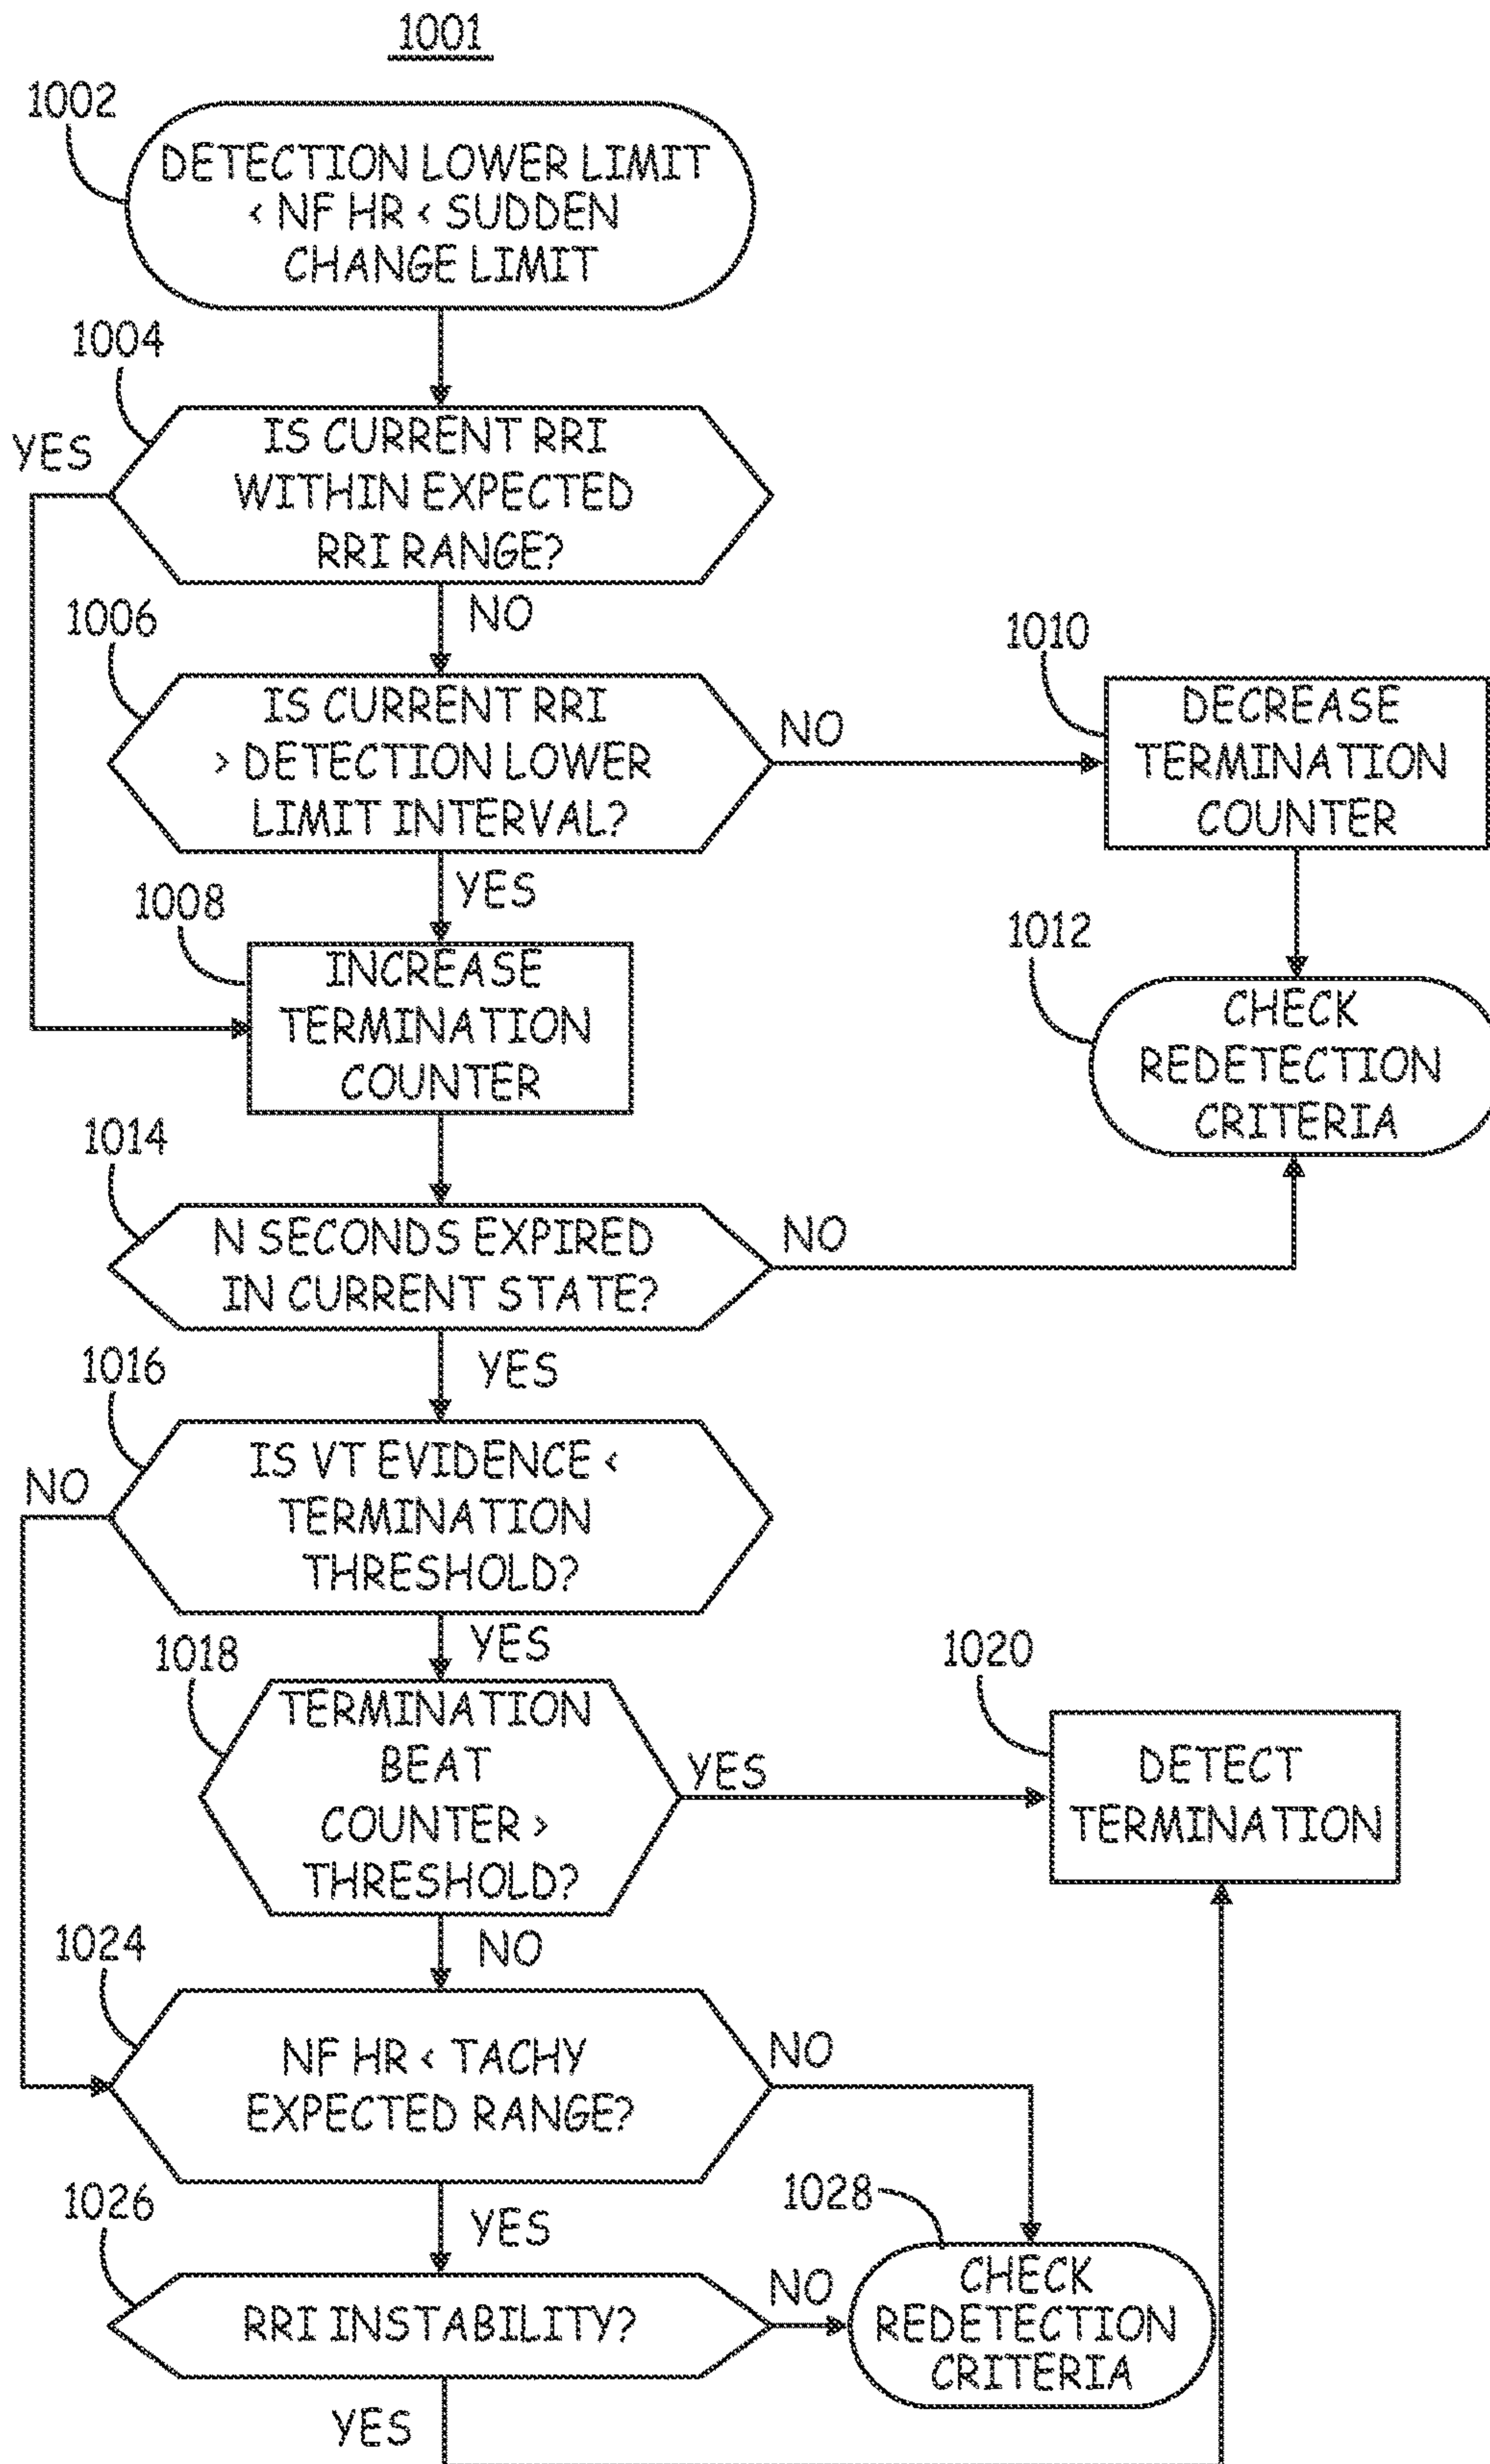 1001
1002
DETECTION LOWER LIMIT
< NF HR < SUDDEN
CHANGE LIMIT
1004
YES
IS CURRENT RRI
WITHIN EXPECTED
RRI RANGE?
NO
1006
IS CURRENT RRI
> DETECTION LOWER
LIMIT INTERVAL?
NO
1010
DECREASE
TERMINATION
COUNTER
YES
1008
INCREASE
TERMINATION
COUNTER
1012
CHECK
REDETECTION
CRITERIA
1014
N SECONDS EXPIRED
IN CURRENT STATE?
NO
YES
1016
NO
IS VT EVIDENCE <
TERMINATION
THRESHOLD?
YES
1018
TERMINATION
BEAT
COUNTER >
THRESHOLD?
YES
1020
DETECT
TERMINATION
NO
1024
NF HR < TACHY
EXPECTED RANGE?
NO
YES
1026
RRI INSTABILITY?
NO
1028
CHECK
REDETECTION
CRITERIA
YES